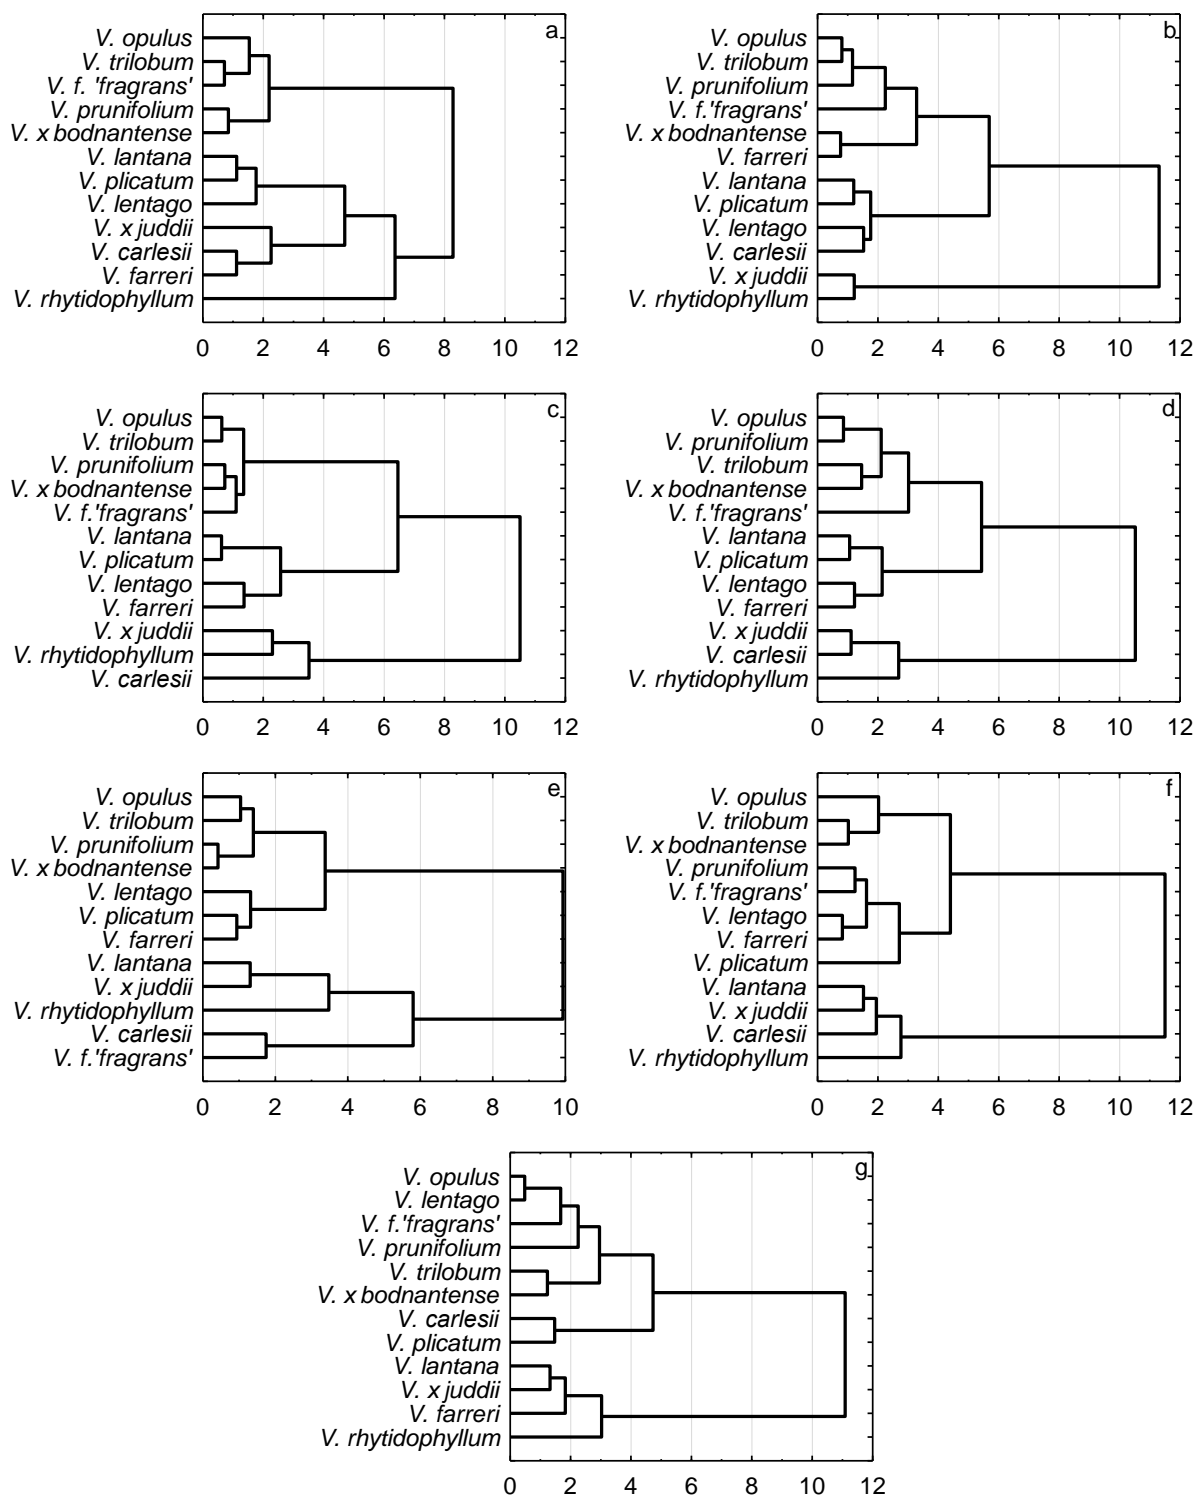 a
V. opulus
V. trilobum
V. f. 'fragrans'
V. prunifolium
V. x bodnantense
V. lantana
V. plicatum
V. lentago
V. x juddii
V. carlesii
V. farreri
V. rhytidophyllum
0 2 4 6 8 10 12
b
V. opulus
V. trilobum
V. prunifolium
V. f.'fragrans'
V. x bodnantense
V. farreri
V. lantana
V. plicatum
V. lentago
V. carlesii
V. x juddii
V. rhytidophyllum
0 2 4 6 8 10 12
c
V. opulus
V. trilobum
V. prunifolium
V. x bodnantense
V. f.'fragrans'
V. lantana
V. plicatum
V. lentago
V. farreri
V. x juddii
V. rhytidophyllum
V. carlesii
0 2 4 6 8 10 12
d
V. opulus
V. prunifolium
V. trilobum
V. x bodnantense
V. f.'fragrans'
V. lantana
V. plicatum
V. lentago
V. farreri
V. x juddii
V. carlesii
V. rhytidophyllum
0 2 4 6 8 10 12
e
V. opulus
V. trilobum
V. prunifolium
V. x bodnantense
V. lentago
V. plicatum
V. farreri
V. lantana
V. x juddii
V. rhytidophyllum
V. carlesii
V. f.'fragrans'
0 2 4 6 8 10
f
V. opulus
V. trilobum
V. x bodnantense
V. prunifolium
V. f.'fragrans'
V. lentago
V. farreri
V. plicatum
V. lantana
V. x juddii
V. carlesii
V. rhytidophyllum
0 2 4 6 8 10 12
g
V. opulus
V. lentago
V. f.'fragrans'
V. prunifolium
V. trilobum
V. x bodnantense
V. carlesii
V. plicatum
V. lantana
V. x juddii
V. farreri
V. rhytidophyllum
0 2 4 6 8 10 12